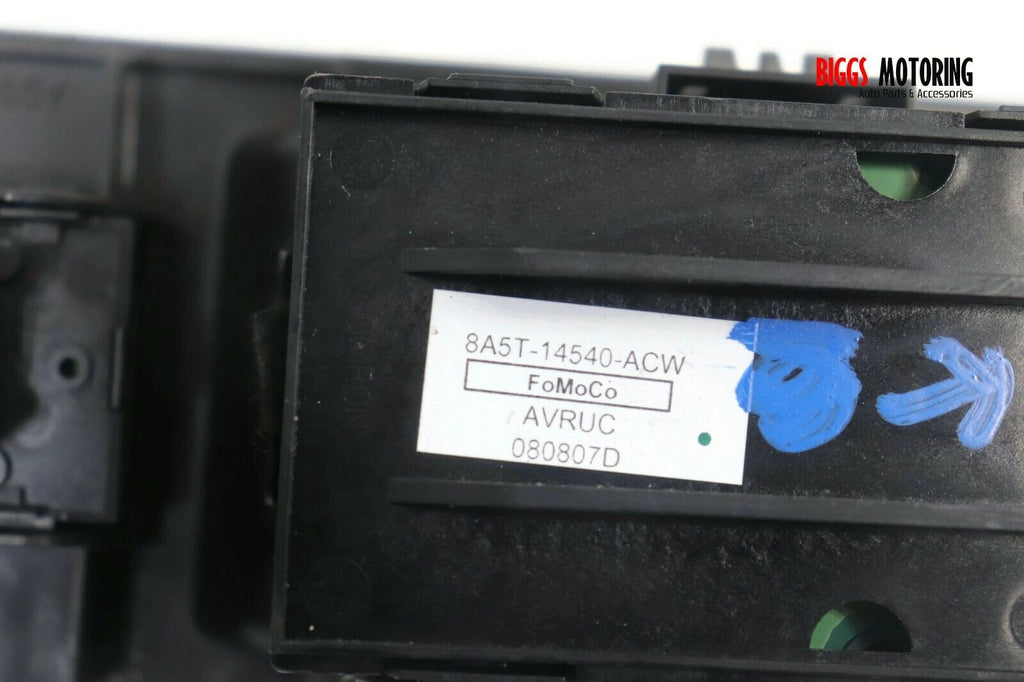 BIGGS MOTORING
Auto Parts & Accessories
8A5T-14540-ACW
FoMoCo
AVRUC
080807D